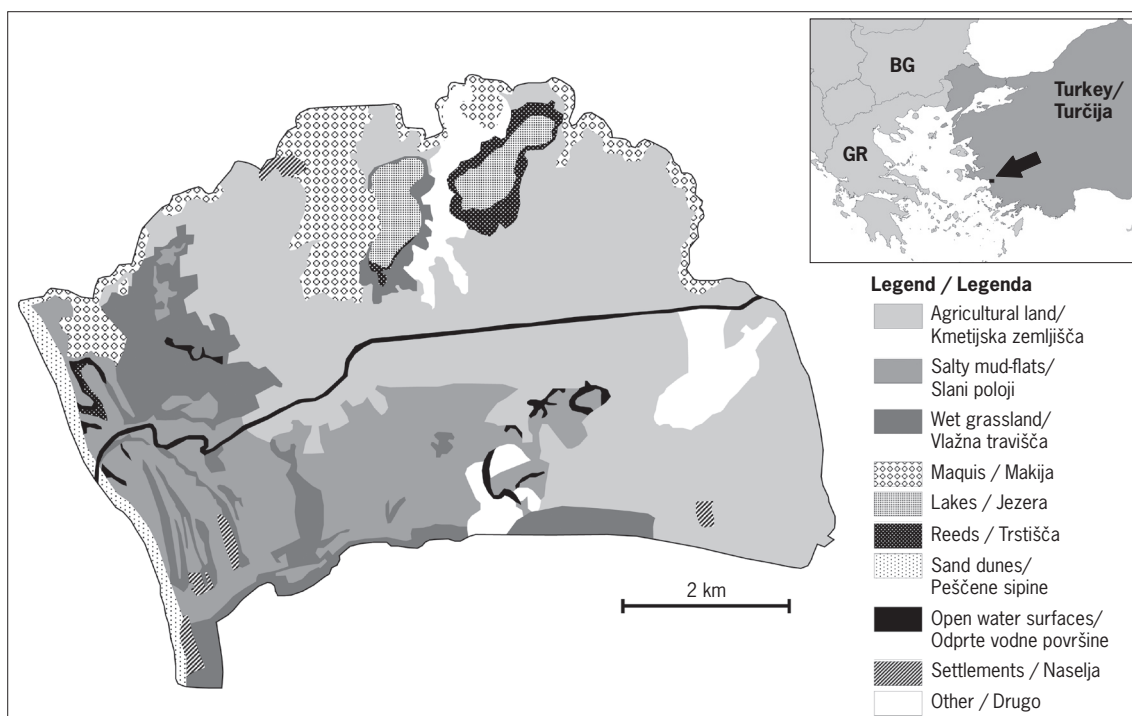 BG
Turkey/
Turčija
GR
Legend / Legenda
Agricultural land/
Kmetijska zemljišča
Salty mud-flats/
Slani poloji
Wet grassland/
Vlažna travišča
Maquis / Makija
Lakes / Jezera
Reeds / Trstišča
Sand dunes/
Peščene sipine
Open water surfaces/
Odprte vodne površine
Settlements / Naselja
Other / Drugo
2 km